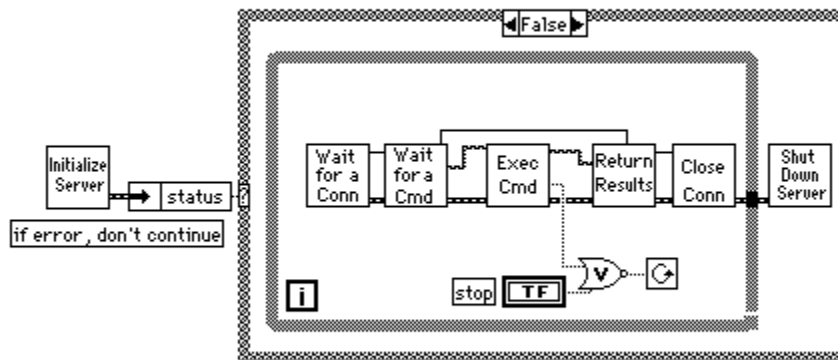 False
Initialize
Server
status
?
if error, don't continue
Wait
for a
Conn
Wait
for a
Cmd
Exec
Cmd
Return
Results
Close
Conn
Shut
Down
Server
i
stop
TF
V